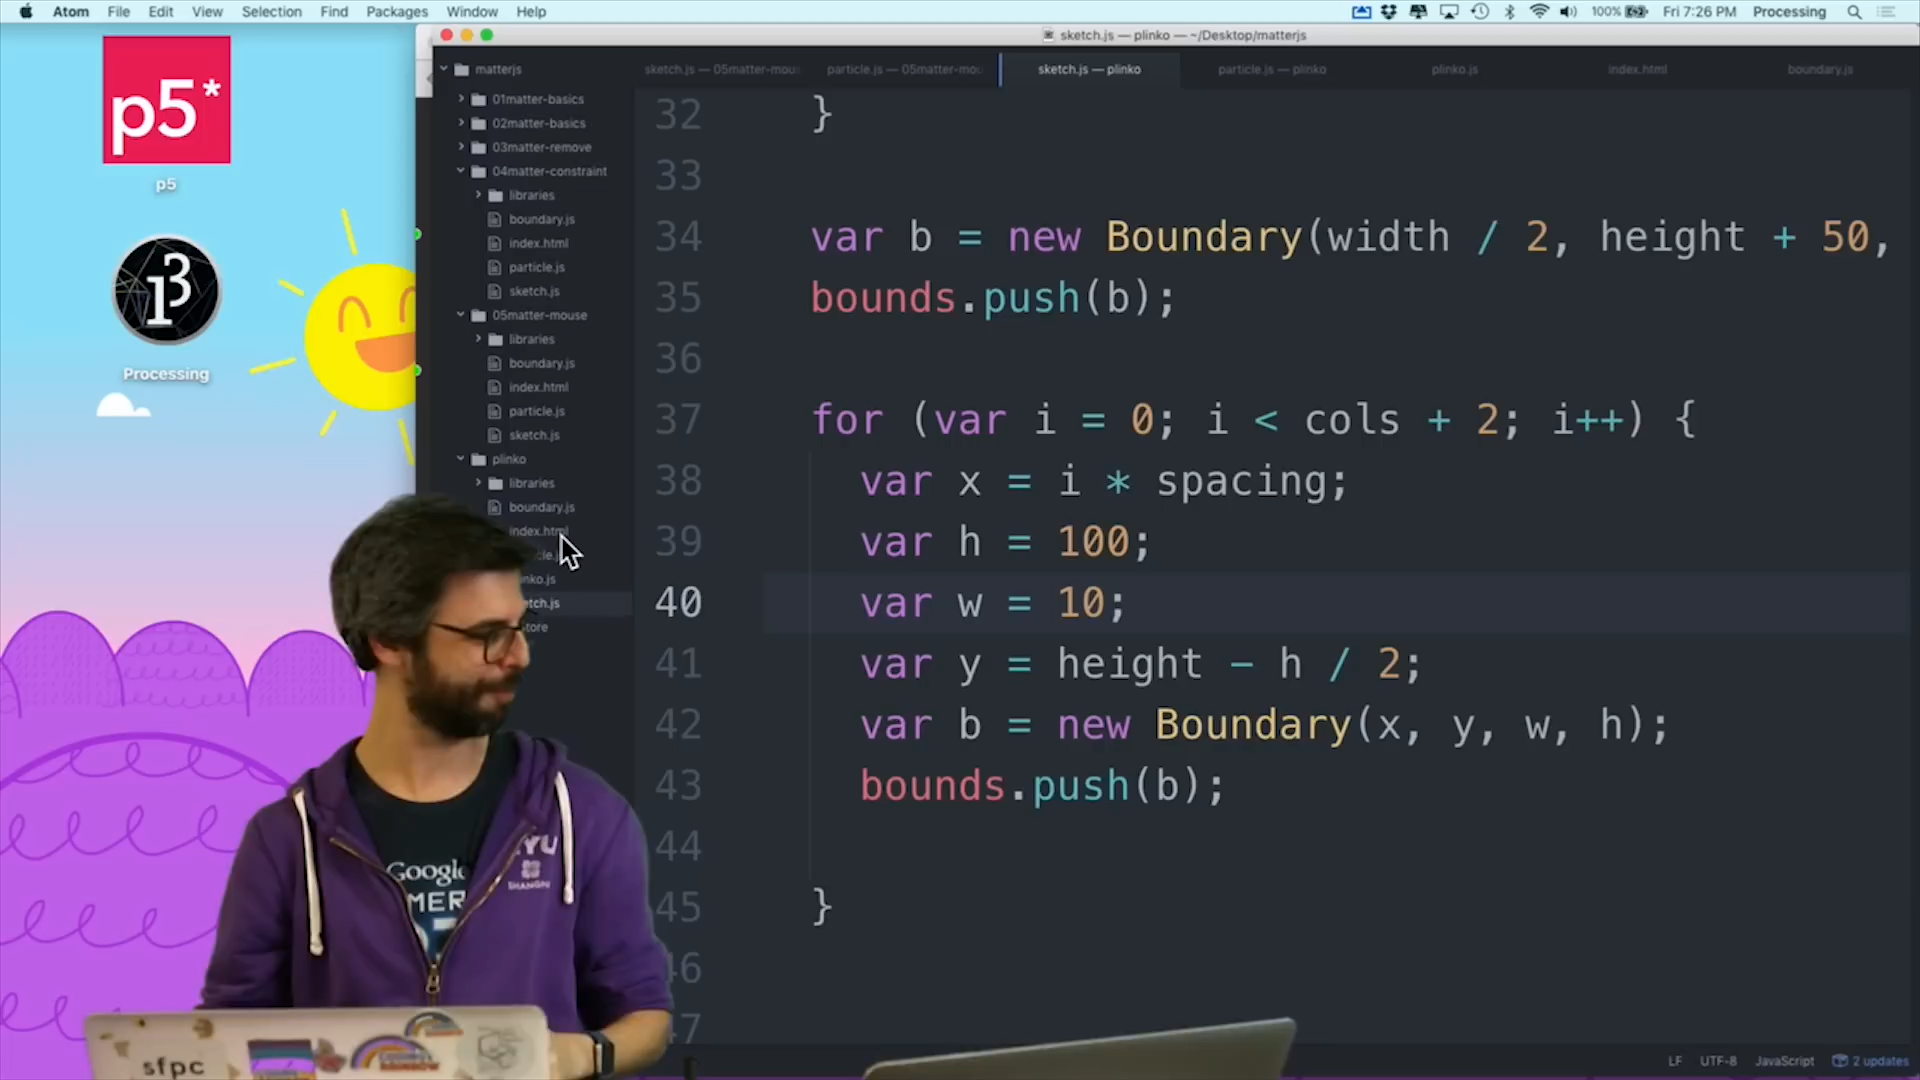 Atom File Edit View Selection Find Packages Window Help
100% Fri 7:26 PM Processing
sketch.js — plinko — ~/Desktop/matterjs
p5*
p5
Processing
matterjs
01matter-basics
02matter-basics
03matter-remove
04matter-constraint
libraries
boundary.js
index.html
particle.js
sketch.js
05matter-mouse
libraries
boundary.js
index.html
particle.js
sketch.js
plinko
libraries
boundary.js
index.html
sketch.js — 05matter-mou
particle.js — 05matter-mou
sketch.js — plinko
particle.js — plinko
plinko.js
index.html
boundary.js
32 }
33
34 var b = new Boundary(width / 2, height + 50,
35 bounds.push(b);
36
37 for (var i = 0; i < cols + 2; i++) {
38 var x = i * spacing;
39 var h = 100;
40 var w = 10;
41 var y = height - h / 2;
42 var b = new Boundary(x, y, w, h);
43 bounds.push(b);
44
45 }
46
Google
sfpc
LF UTF-8 JavaScript 2 updates